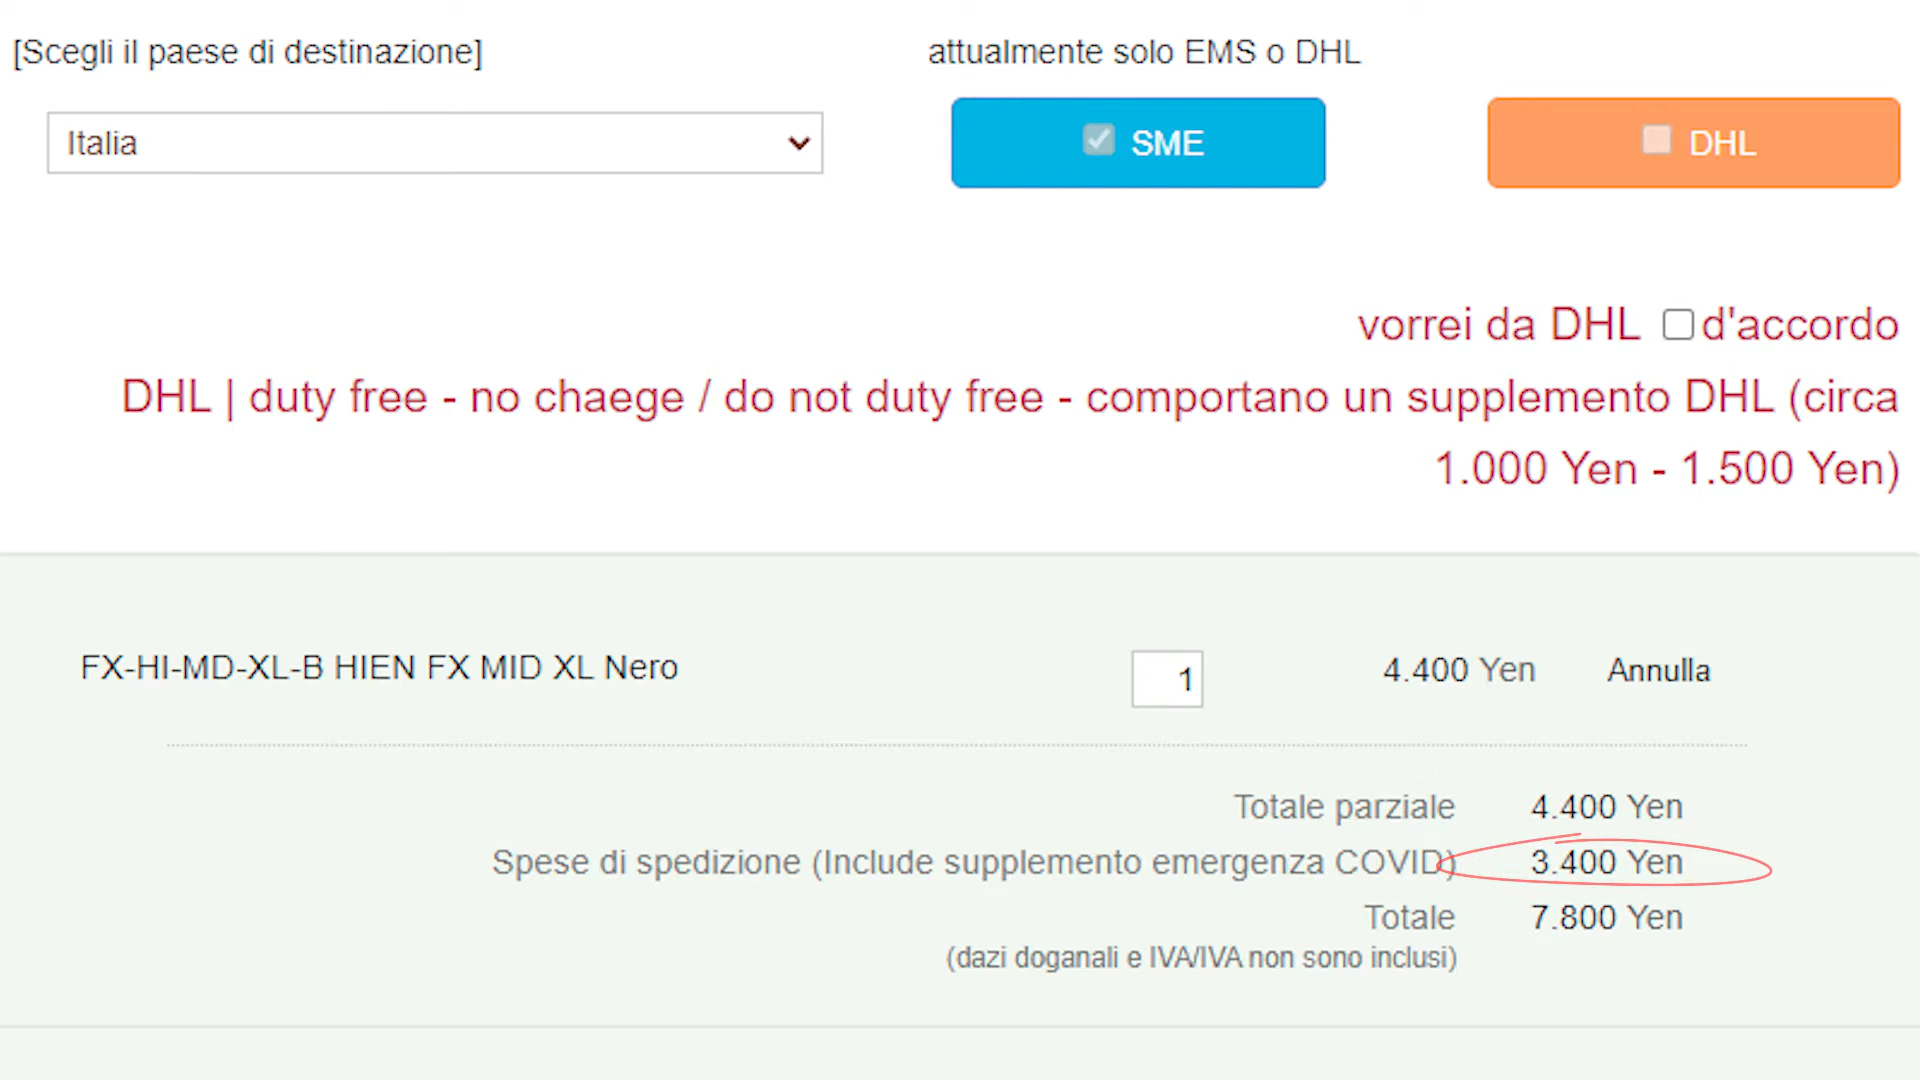 [Scegli il paese di destinazione]
attualmente solo EMS o DHL
Italia
SME
DHL
vorrei da DHL d'accordo
DHL | duty free - no chaege / do not duty free - comportano un supplemento DHL (circa
1.000 Yen - 1.500 Yen)
FX-HI-MD-XL-B HIEN FX MID XL Nero
1
4.400 Yen
Annulla
Totale parziale 4.400 Yen
Spese di spedizione (Include supplemento emergenza COVID) 3.400 Yen
Totale 7.800 Yen
(dazi doganali e IVA/IVA non sono inclusi)